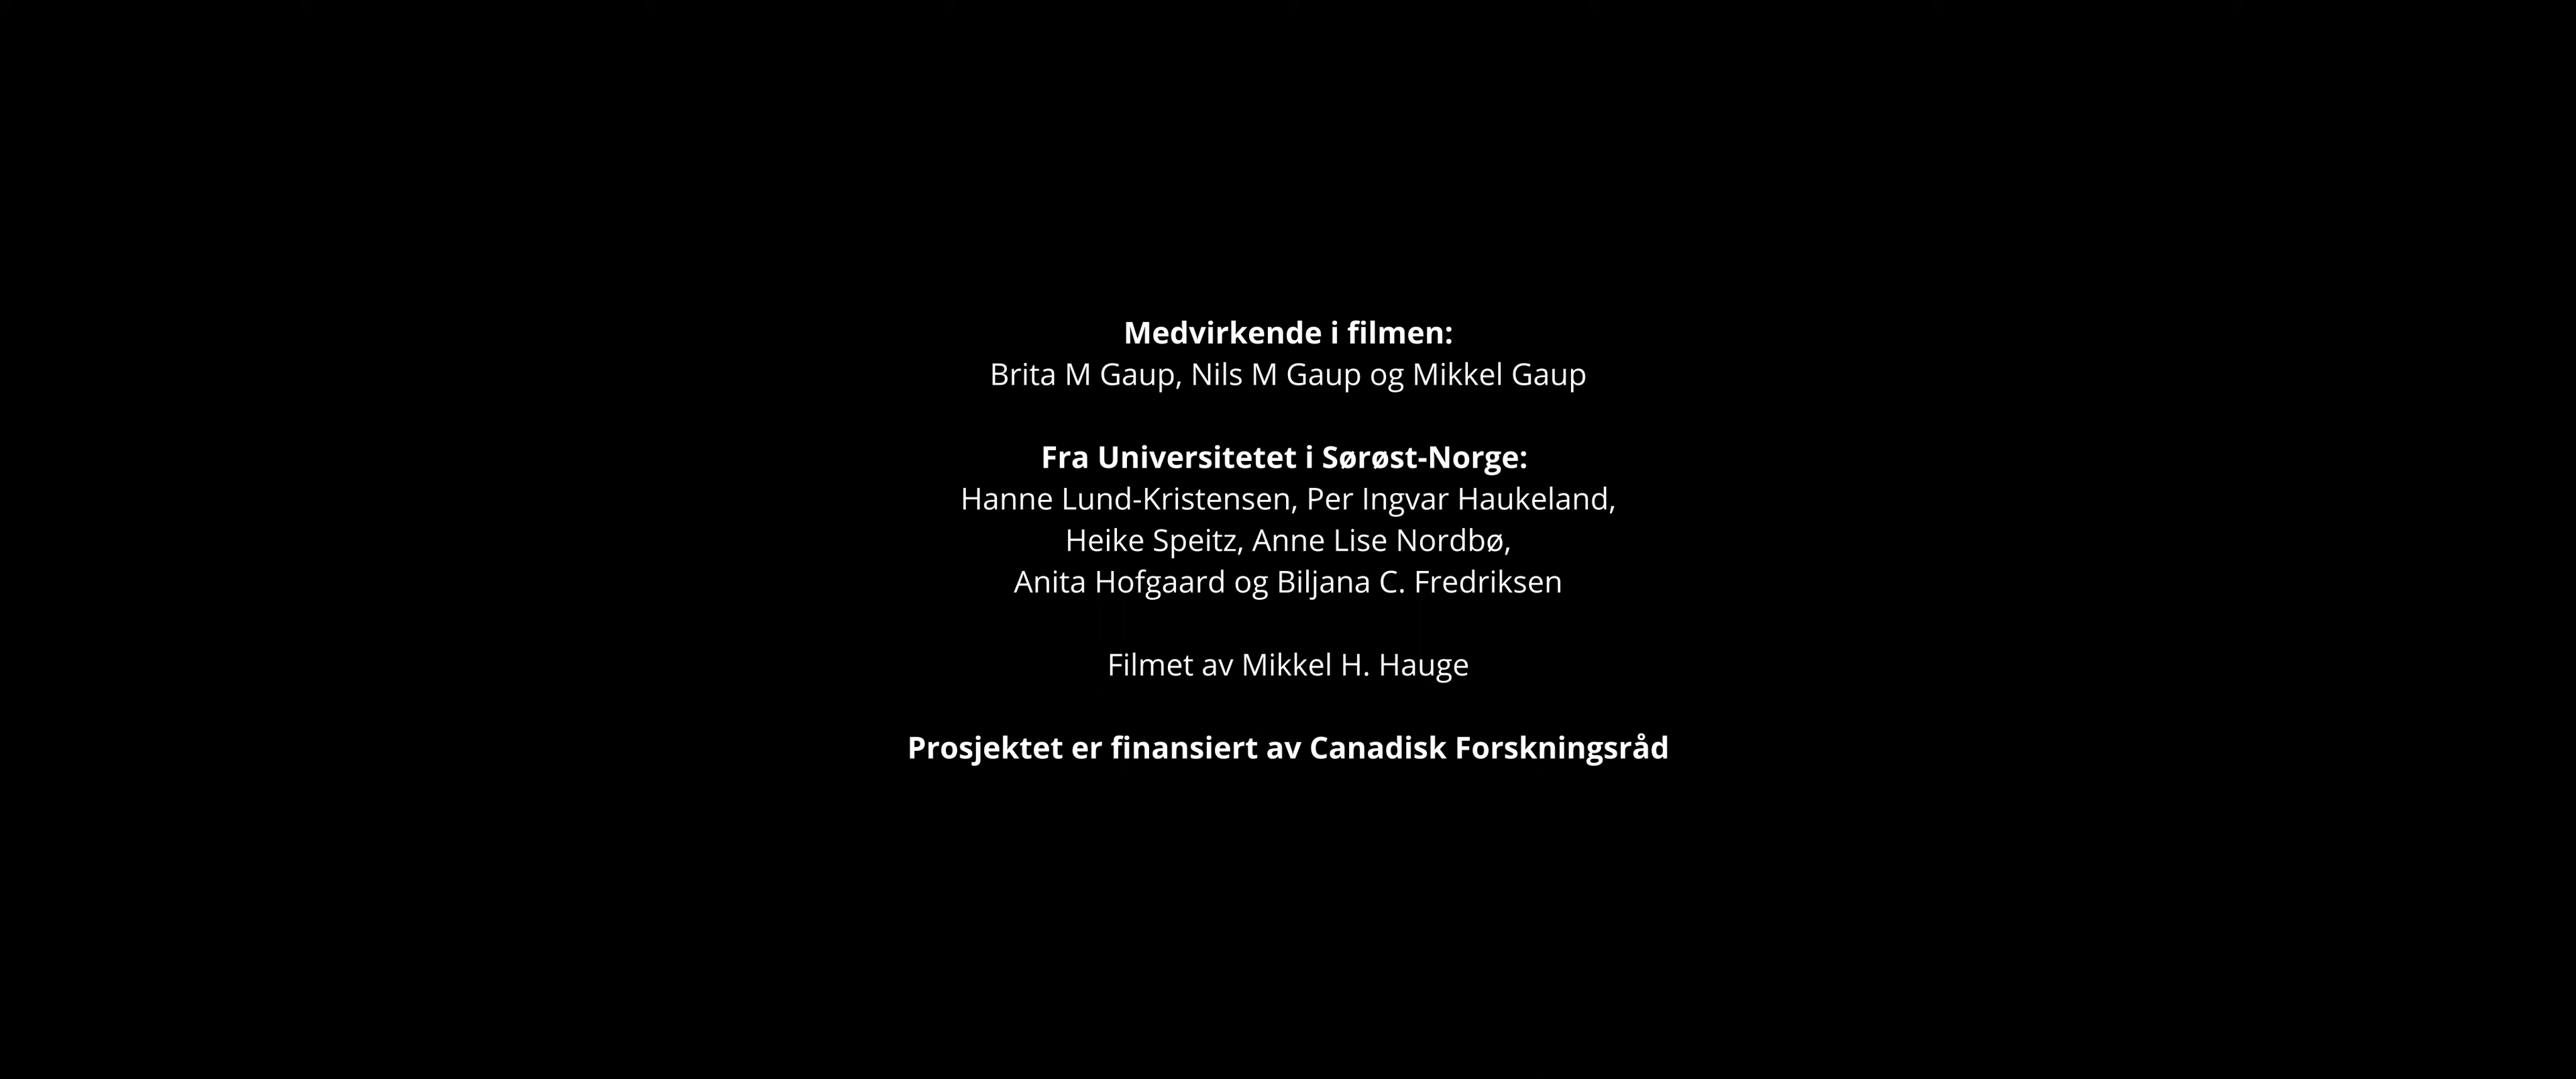 Medvirkende i filmen:
Brita M Gaup, Nils M Gaup og Mikkel Gaup
Fra Universitetet i Sørøst-Norge:
Hanne Lund-Kristensen, Per Ingvar Haukeland,
Heike Speitz, Anne Lise Nordbø,
Anita Hofgaard og Biljana C. Fredriksen
Filmet av Mikkel H. Hauge
Prosjektet er finansiert av Canadisk Forskningsråd